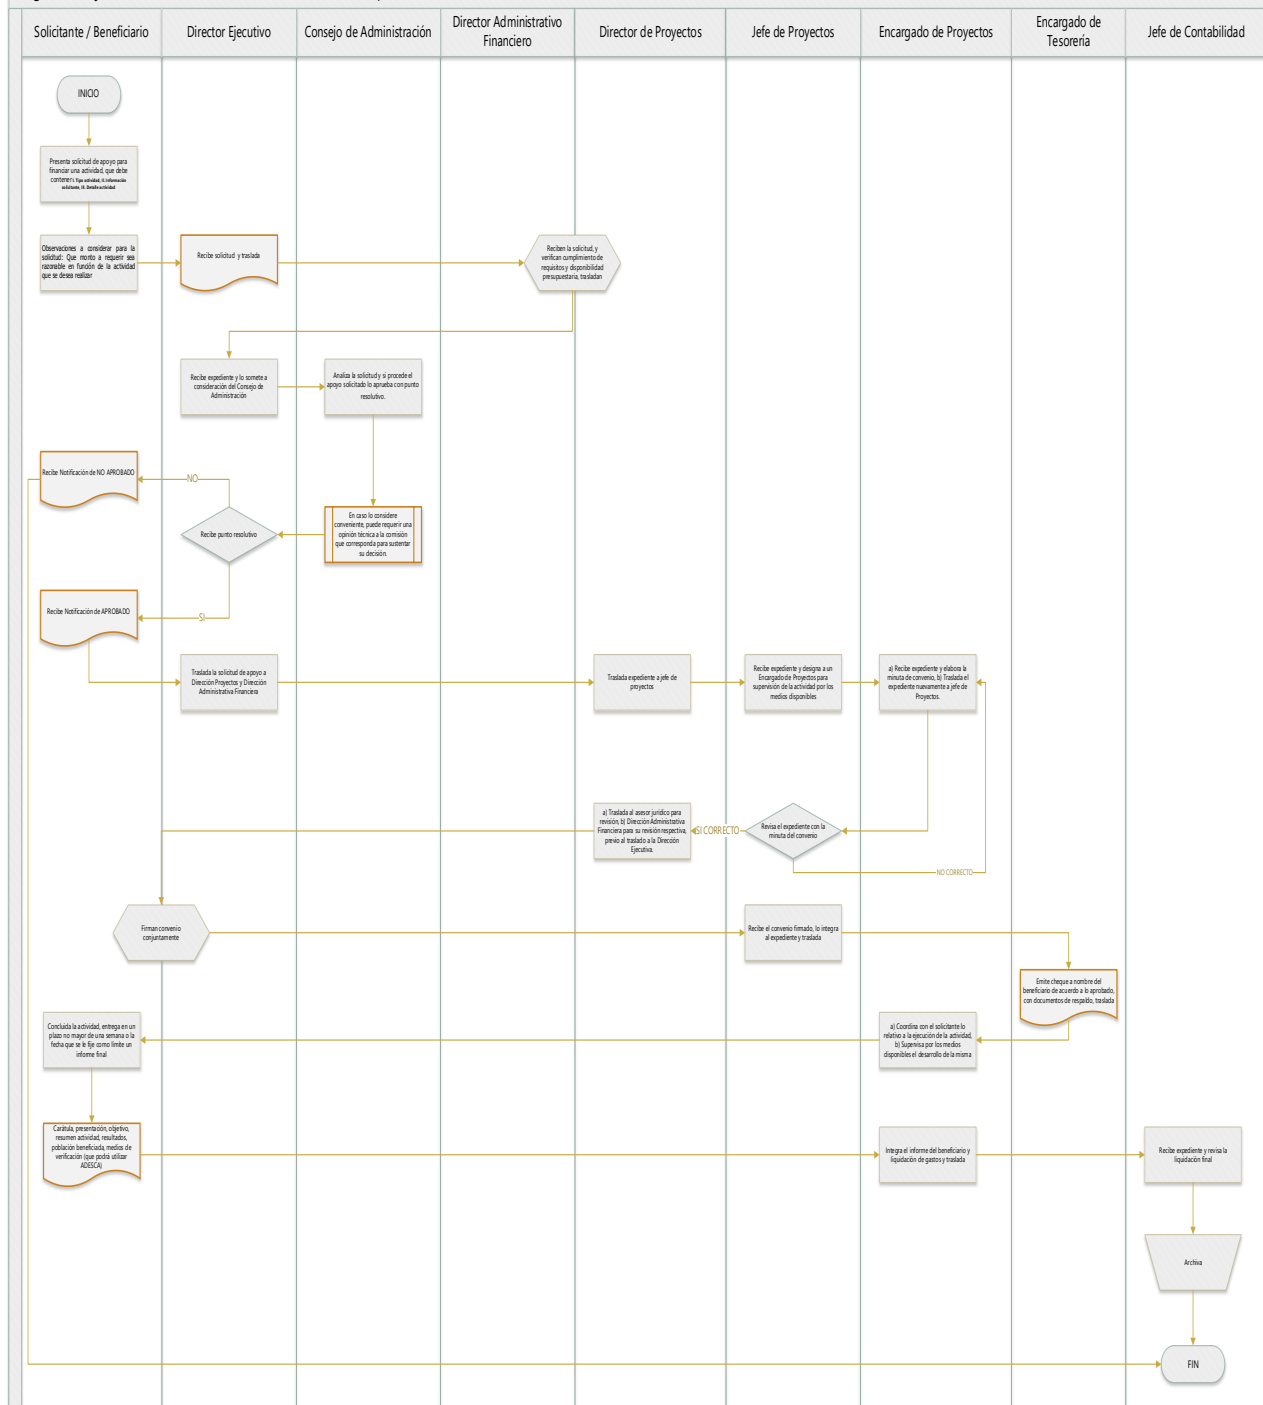 Solicitante / Beneficiario
Director Ejecutivo
Consejo de Administración
Director Administrativo
Financiero
Director de Proyectos
Jefe de Proyectos
Encargado de Proyectos
Encargado de
Tesorería
Jefe de Contabilidad
INICIO
Presenta solicitud de apoyo para
financiar una actividad, que debe
contener: i. Tipo actividad, ii. Información
solicitante, iii. Detalle actividad
Observaciones a considerar para la
solicitud: Que monto a requerir sea
razonable en función de la actividad
que se desea realizar
Recibe solicitud y traslada
Reciben la solicitud, y
verifican cumplimiento de
requisitos y disponibilidad
presupuestaria, trasladan
Recibe expediente y lo somete a
consideración del Consejo de
Administración
Analiza la solicitud y si procede el
apoyo solicitado lo aprueba con punto
resolutivo.
Recibe Notificación de NO APROBADO
NO
En caso lo considere
conveniente, puede requerir una
opinión técnica a la comisión
que corresponda para sustentar
su decisión.
Recibe punto resolutivo
Recibe Notificación de APROBADO
SI
Traslada la solicitud de apoyo a
Dirección Proyectos y Dirección
Administrativa Financiera
Traslada expediente a jefe de
proyectos
Recibe expediente y designa a un
Encargado de Proyectos para
supervisión de la actividad por los
medios disponibles
a) Recibe expediente y elabora la
minuta de convenio, b) Traslada el
expediente nuevamente a jefe de
Proyectos.
a) Traslada al asesor jurídico para
revisión, b) Dirección Administrativa
Financiera para su revisión respectiva,
previo al traslado a la Dirección
Ejecutiva.
SI CORRECTO
Revisa el expediente con la
minuta del convenio
NO CORRECTO
Firman convenio
conjuntamente
Recibe el convenio firmado, lo integra
al expediente y traslada
Emite cheque a nombre del
beneficiario de acuerdo a lo aprobado,
con documentos de respaldo, traslada
Concluida la actividad, entrega en un
plazo no mayor de una semana o la
fecha que se le fije como límite un
informe final
a) Coordina con el solicitante lo
relativo a la ejecución de la actividad,
b) Supervisa por los medios
disponibles el desarrollo de la misma
Carátula, presentación, objetivo,
resumen actividad, resultados,
población beneficiada, medios de
verificación (que podrá utilizar
ADESCA)
Integra el informe del beneficiario y
liquidación de gastos y traslada
Recibe expediente y revisa la
liquidación final
Archiva
FIN